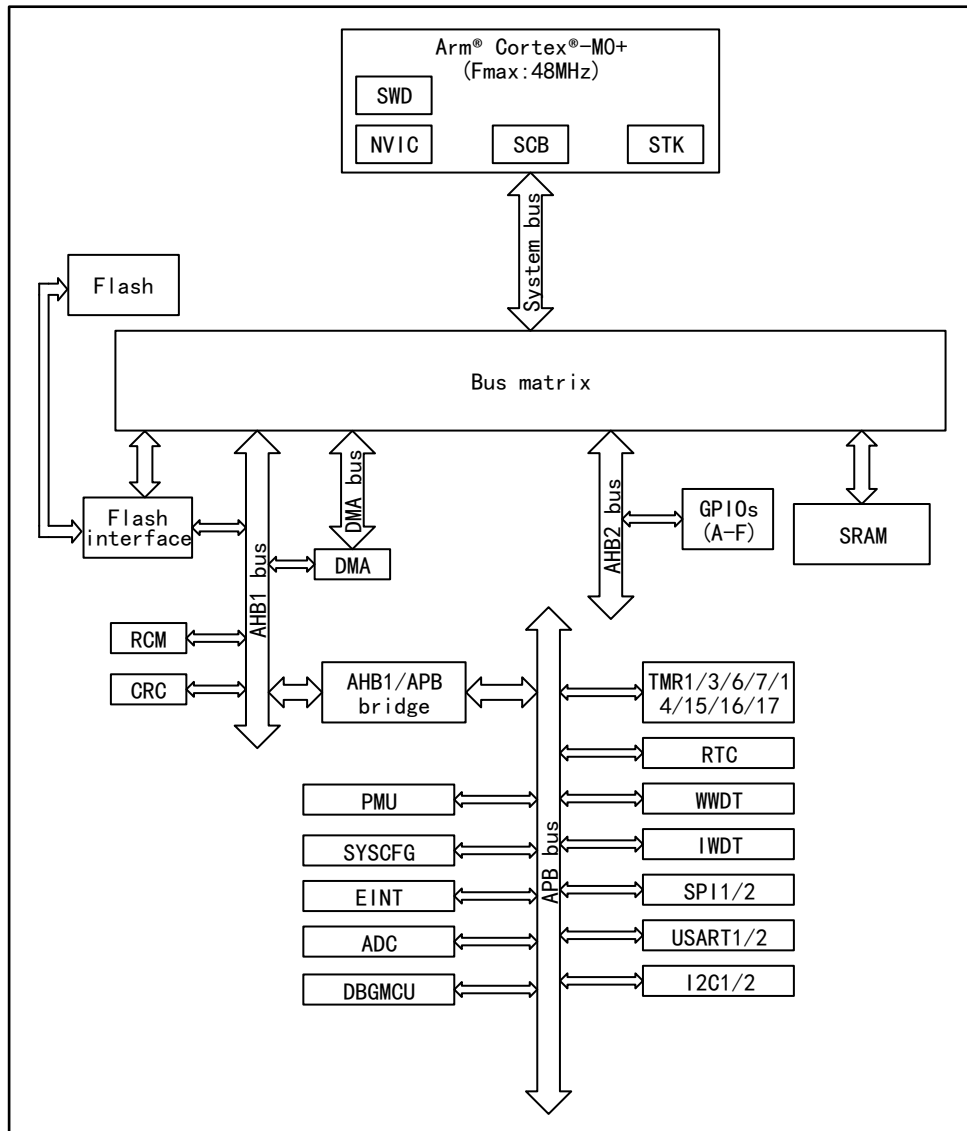 Arm® Cortex®-M0+
(Fmax:48MHz)
SWD
NVIC
SCB
STK
System bus
Flash
Bus matrix
Flash
interface
AHB1 bus
DMA bus
DMA
AHB2 bus
GPIOs
(A-F)
SRAM
RCM
CRC
AHB1/APB
bridge
APB bus
TMR1/3/6/7/1
4/15/16/17
RTC
PMU
WWDT
SYSCFG
IWDT
EINT
SPI1/2
ADC
USART1/2
DBGMCU
I2C1/2